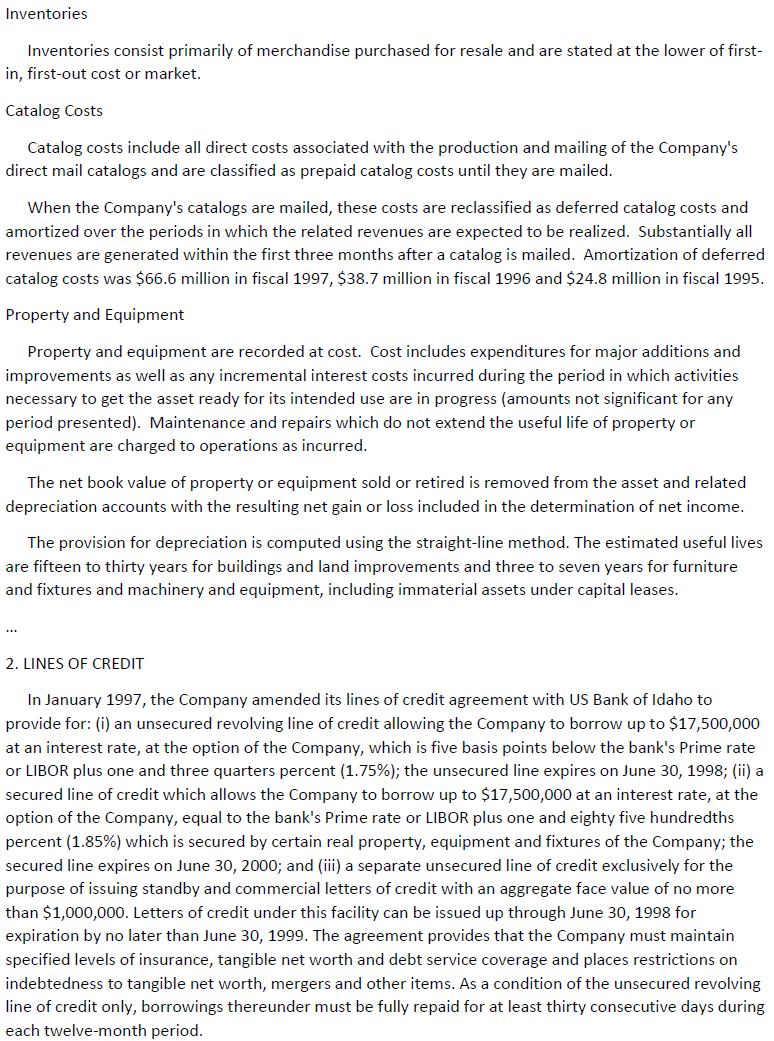 Inventories
Inventories consist primarily of merchandise purchased for resale and are stated at the lower of first-
in, first-out cost or market.
Catalog Costs
Catalog costs include all direct costs associated with the production and mailing of the Company's
direct mail catalogs and are classified as prepaid catalog costs until they are mailed.
When the Company's catalogs are mailed, these costs are reclassified as deferred catalog costs and
amortized over the periods in which the related revenues are expected to be realized.  Substantially all
revenues are generated within the first three months after a catalog is mailed.  Amortization of deferred
catalog costs was $66.6 million in fiscal 1997, $38.7 million in fiscal 1996 and $24.8 million in fiscal 1995.
Property and Equipment
Property and equipment are recorded at cost.  Cost includes expenditures for major additions and
improvements as well as any incremental interest costs incurred during the period in which activities
necessary to get the asset ready for its intended use are in progress (amounts not significant for any
period presented).  Maintenance and repairs which do not extend the useful life of property or
equipment are charged to operations as incurred.
The net book value of property or equipment sold or retired is removed from the asset and related
depreciation accounts with the resulting net gain or loss included in the determination of net income.
The provision for depreciation is computed using the straight-line method. The estimated useful lives
are fifteen to thirty years for buildings and land improvements and three to seven years for furniture
and fixtures and machinery and equipment, including immaterial assets under capital leases.
...
2. LINES OF CREDIT
In January 1997, the Company amended its lines of credit agreement with US Bank of Idaho to
provide for: (i) an unsecured revolving line of credit allowing the Company to borrow up to $17,500,000
at an interest rate, at the option of the Company, which is five basis points below the bank's Prime rate
or LIBOR plus one and three quarters percent (1.75%); the unsecured line expires on June 30, 1998; (ii) a
secured line of credit which allows the Company to borrow up to $17,500,000 at an interest rate, at the
option of the Company, equal to the bank's Prime rate or LIBOR plus one and eighty five hundredths
percent (1.85%) which is secured by certain real property, equipment and fixtures of the Company; the
secured line expires on June 30, 2000; and (iii) a separate unsecured line of credit exclusively for the
purpose of issuing standby and commercial letters of credit with an aggregate face value of no more
than $1,000,000. Letters of credit under this facility can be issued up through June 30, 1998 for
expiration by no later than June 30, 1999. The agreement provides that the Company must maintain
specified levels of insurance, tangible net worth and debt service coverage and places restrictions on
indebtedness to tangible net worth, mergers and other items. As a condition of the unsecured revolving
line of credit only, borrowings thereunder must be fully repaid for at least thirty consecutive days during
each twelve-month period.